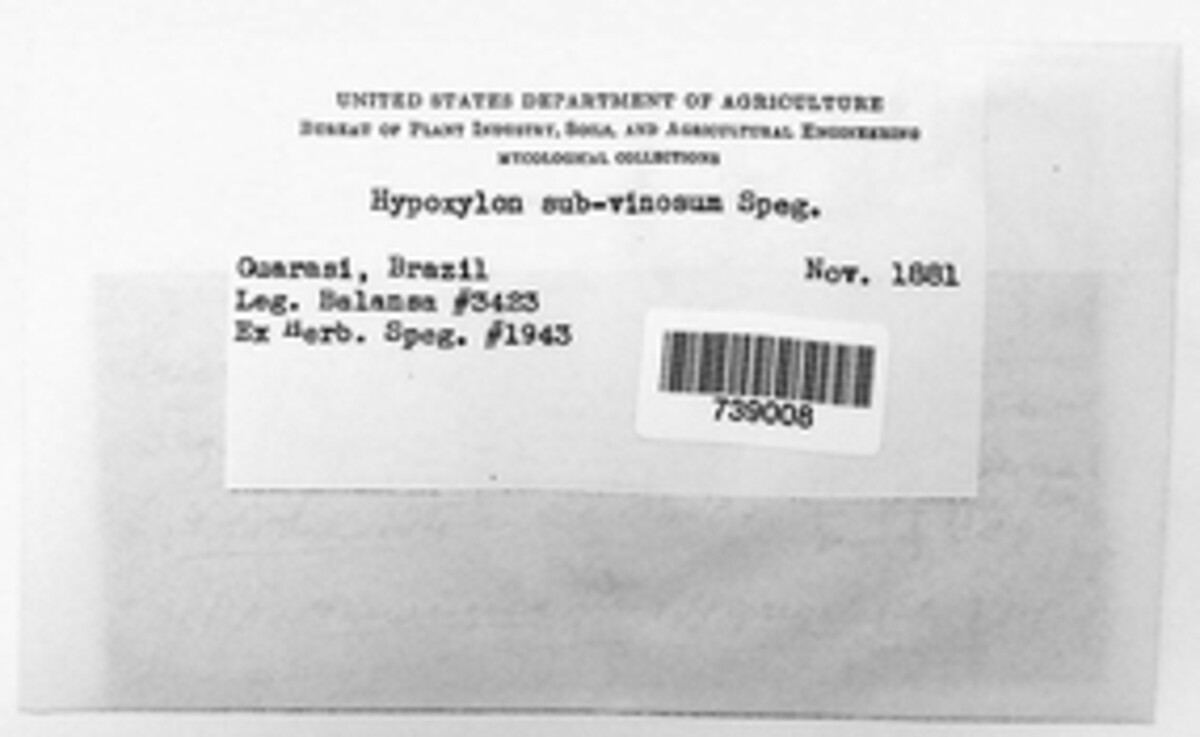 UNITED STATES DEPARTMENT OF AGRICULTURE
BUREAU OF PLANT INDUSTRY, SOILS, AND AGRICULTURAL ENGINEERING
MYCOLOGICAL COLLECTIONS
Hypoxylon sub-vinosum Speg.
Guarasi, Brazil Nov. 1881
Leg. Balansa #3423
Ex Herb. Speg. #1943
739008